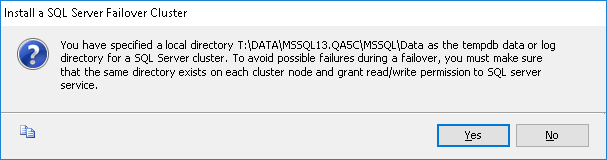 Install a SQL Server Failover Cluster
You have specified a local directory T:\DATA\MSSQL13.QA5C\MSSQL\Data as the tempdb data or log
directory for a SQL Server cluster. To avoid possible failures during a failover, you must make sure
that the same directory exists on each cluster node and grant read/write permission to SQL server
service.
Yes
No